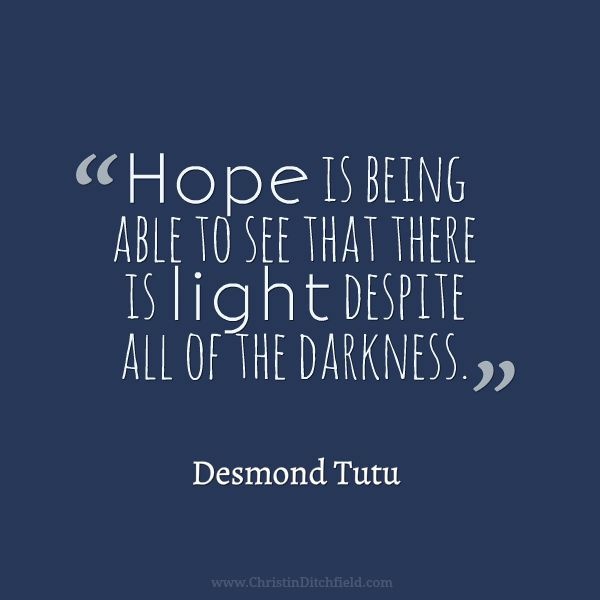 “Hope IS BEING
ABLE TO SEE THAT THERE
IS light DESPITE
ALL OF THE DARKNESS.”
Desmond Tutu
www.ChristinDitchfield.com